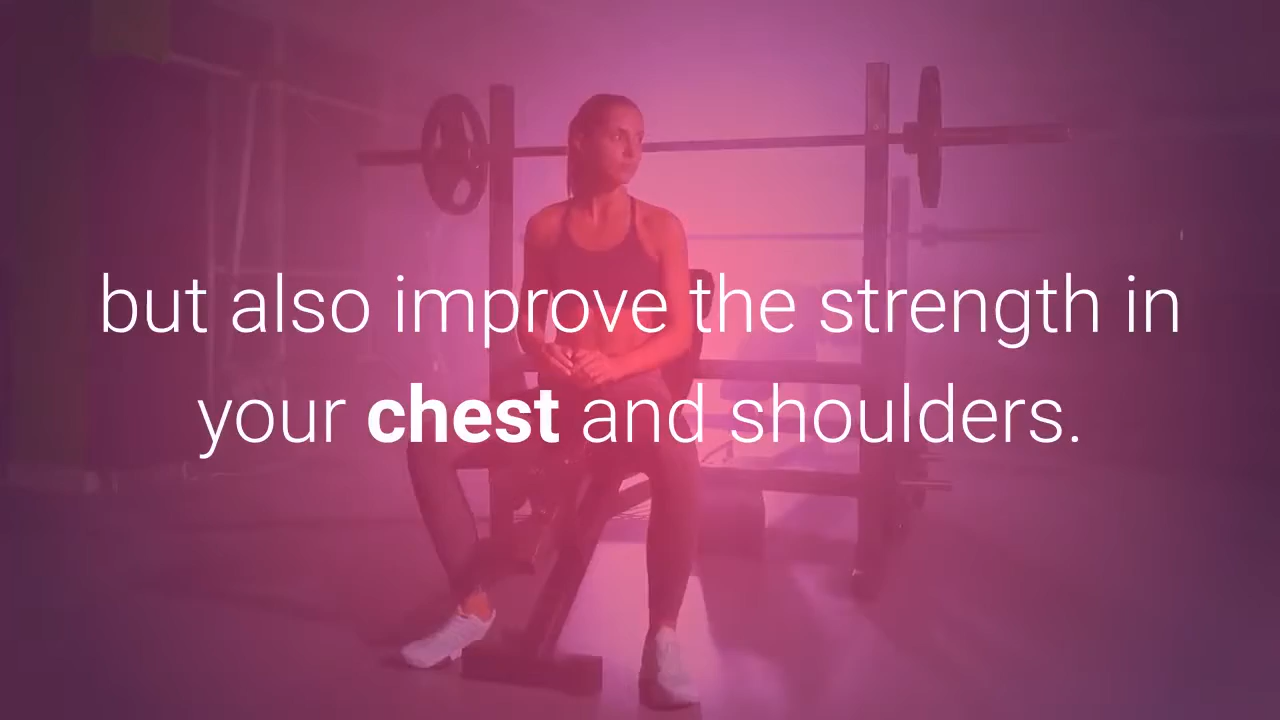 but also improve the strength in
your chest and shoulders.